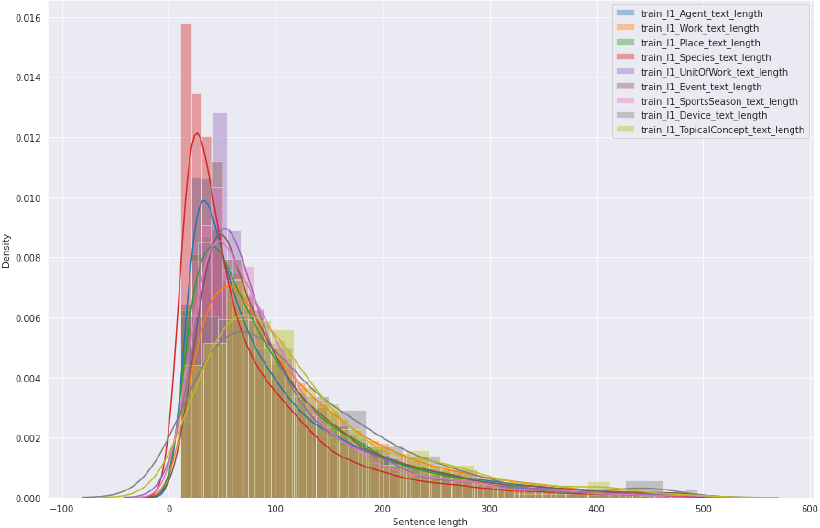 train_l1_Agent_text_length
train_l1_Work_text_length
train_l1_Place_text_length
train_l1_Species_text_length
train_l1_UnitOfWork_text_length
train_l1_Event_text_length
train_l1_SportsSeason_text_length
train_l1_Device_text_length
train_l1_TopicalConcept_text_length
0.016
0.014
0.012
0.010
0.008
0.006
0.004
0.002
0.000
Density
−100 0 100 200 300 400 500 600
Sentence length